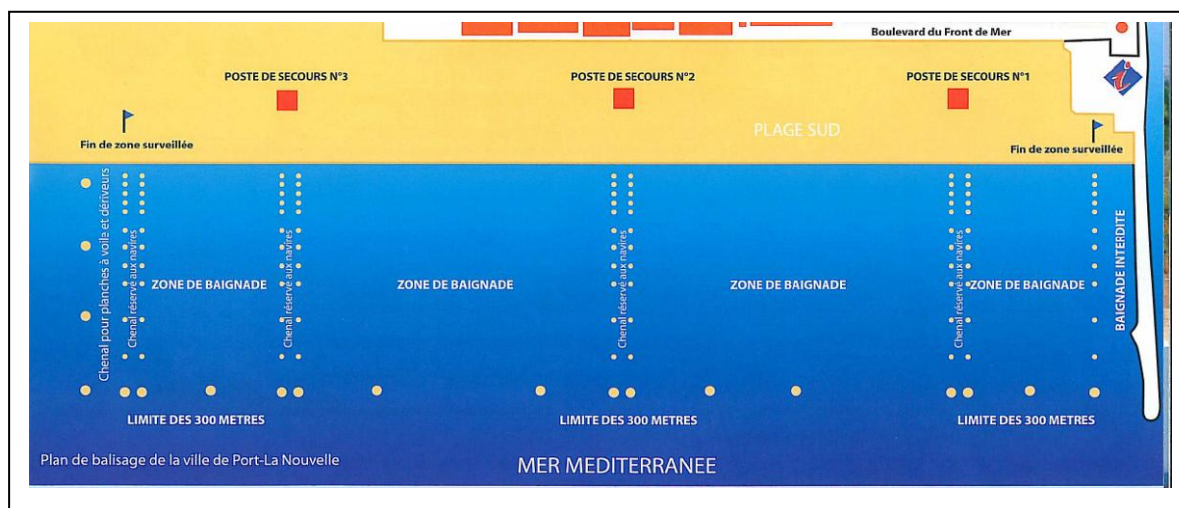 Boulevard du Front de Mer
POSTE DE SECOURS N°3
POSTE DE SECOURS N°2
POSTE DE SECOURS N°1
i
PLAGE SUD
Fin de zone surveillée
Fin de zone surveillée
Chenal pour planches à voile et dériveurs
Chenal réservé aux navires
ZONE DE BAIGNADE
Chenal réservé aux navires
ZONE DE BAIGNADE
Chenal réservé aux navires
ZONE DE BAIGNADE
Chenal réservé aux navires
ZONE DE BAIGNADE
BAIGNADE INTERDITE
LIMITE DES 300 METRES
LIMITE DES 300 METRES
LIMITE DES 300 METRES
Plan de balisage de la ville de Port-La Nouvelle
MER MEDITERRANEE